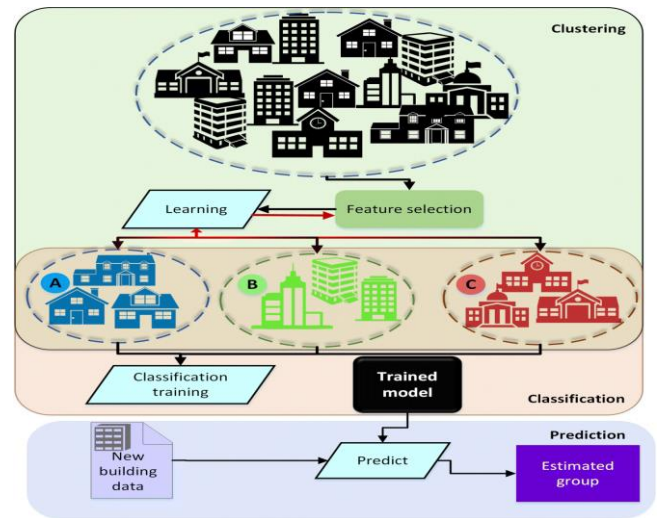 Clustering
Learning
Feature selection
A
B
C
Classification
training
Trained
model
Classification
Prediction
New
building
data
Predict
Estimated
group